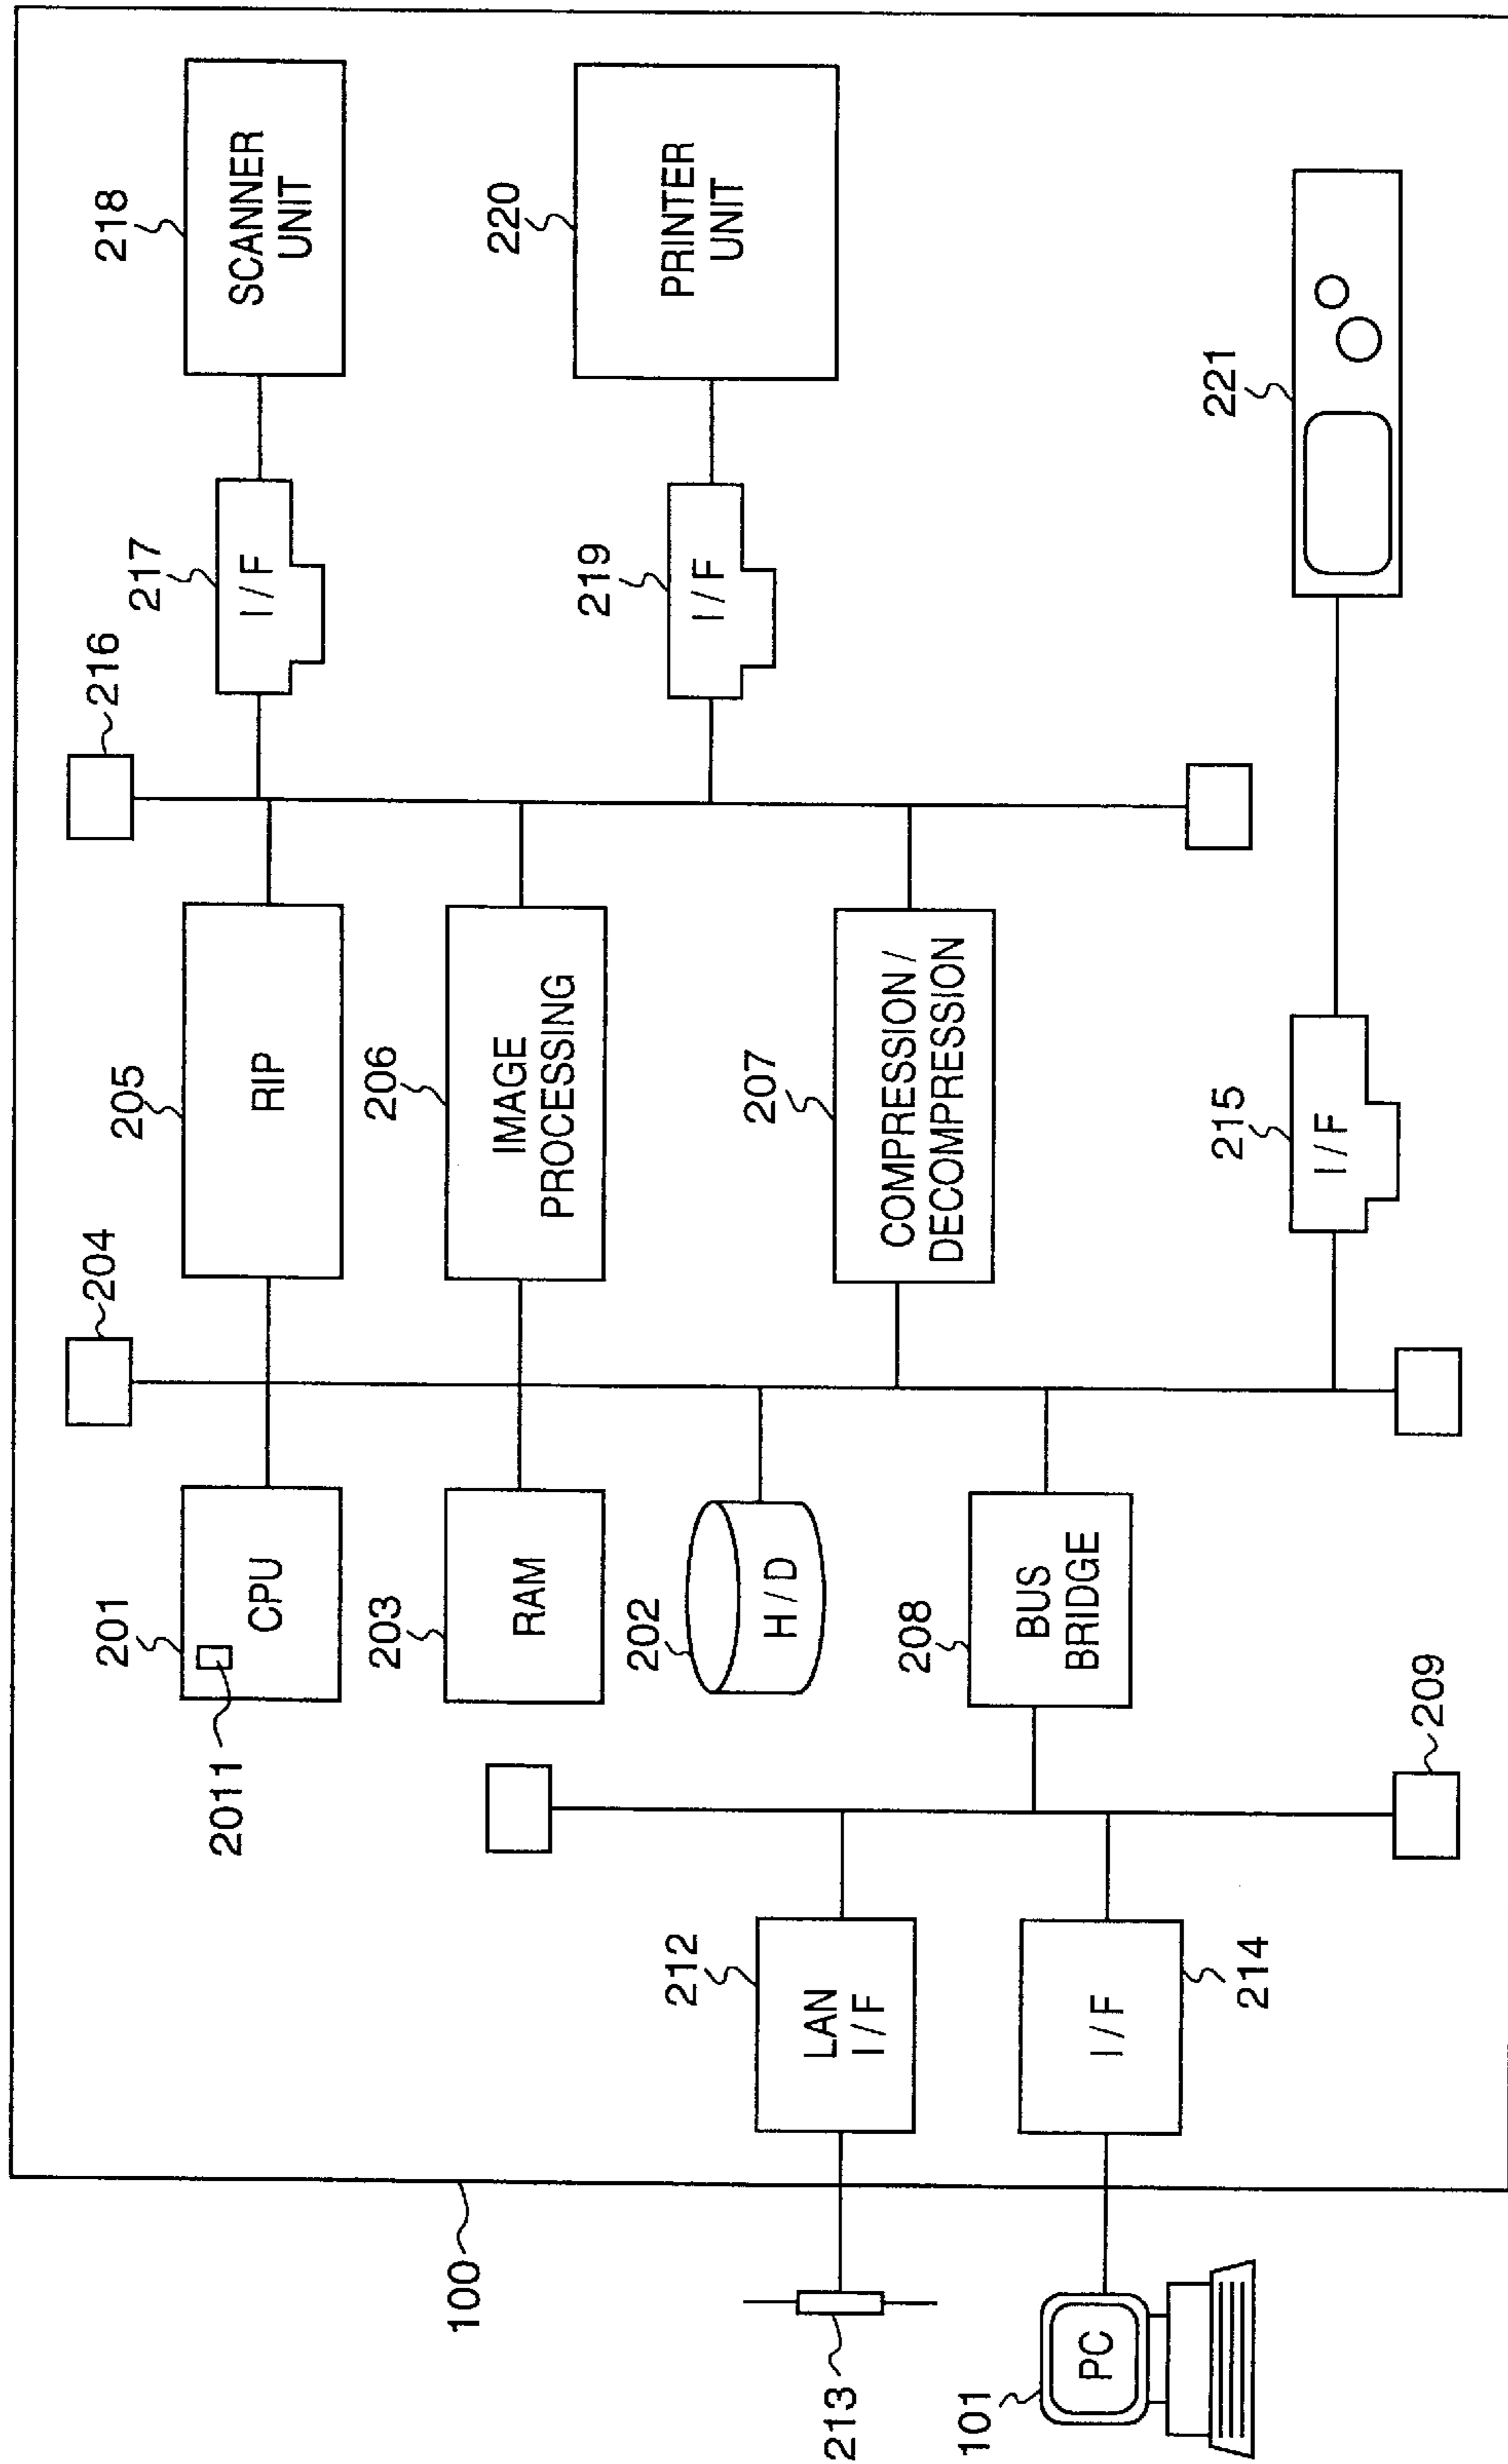 100
201
CPU
2011
204
205
RIP
216
217
I/F
218
SCANNER
UNIT
203
RAM
206
IMAGE
PROCESSING
219
I/F
220
PRINTER
UNIT
202
H/D
207
COMPRESSION/
DECOMPRESSION
213
212
LAN
I/F
208
BUS
BRIDGE
101
PC
I/F
214
209
215
I/F
221